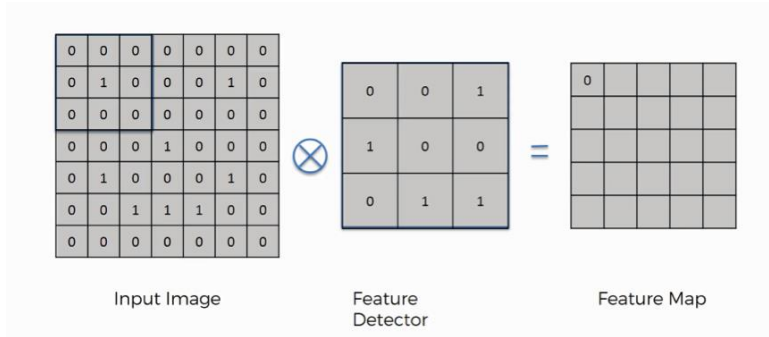 0 0 0 0 0 0 0
0 1 0 0 0 1 0
0 0 0 0 0 0 0
0 0 0 1 0 0 0
0 1 0 0 0 1 0
0 0 1 1 1 0 0
0 0 0 0 0 0 0
Input Image
0 0 1
1 0 0
0 1 1
Feature
Detector
=
0
Feature Map